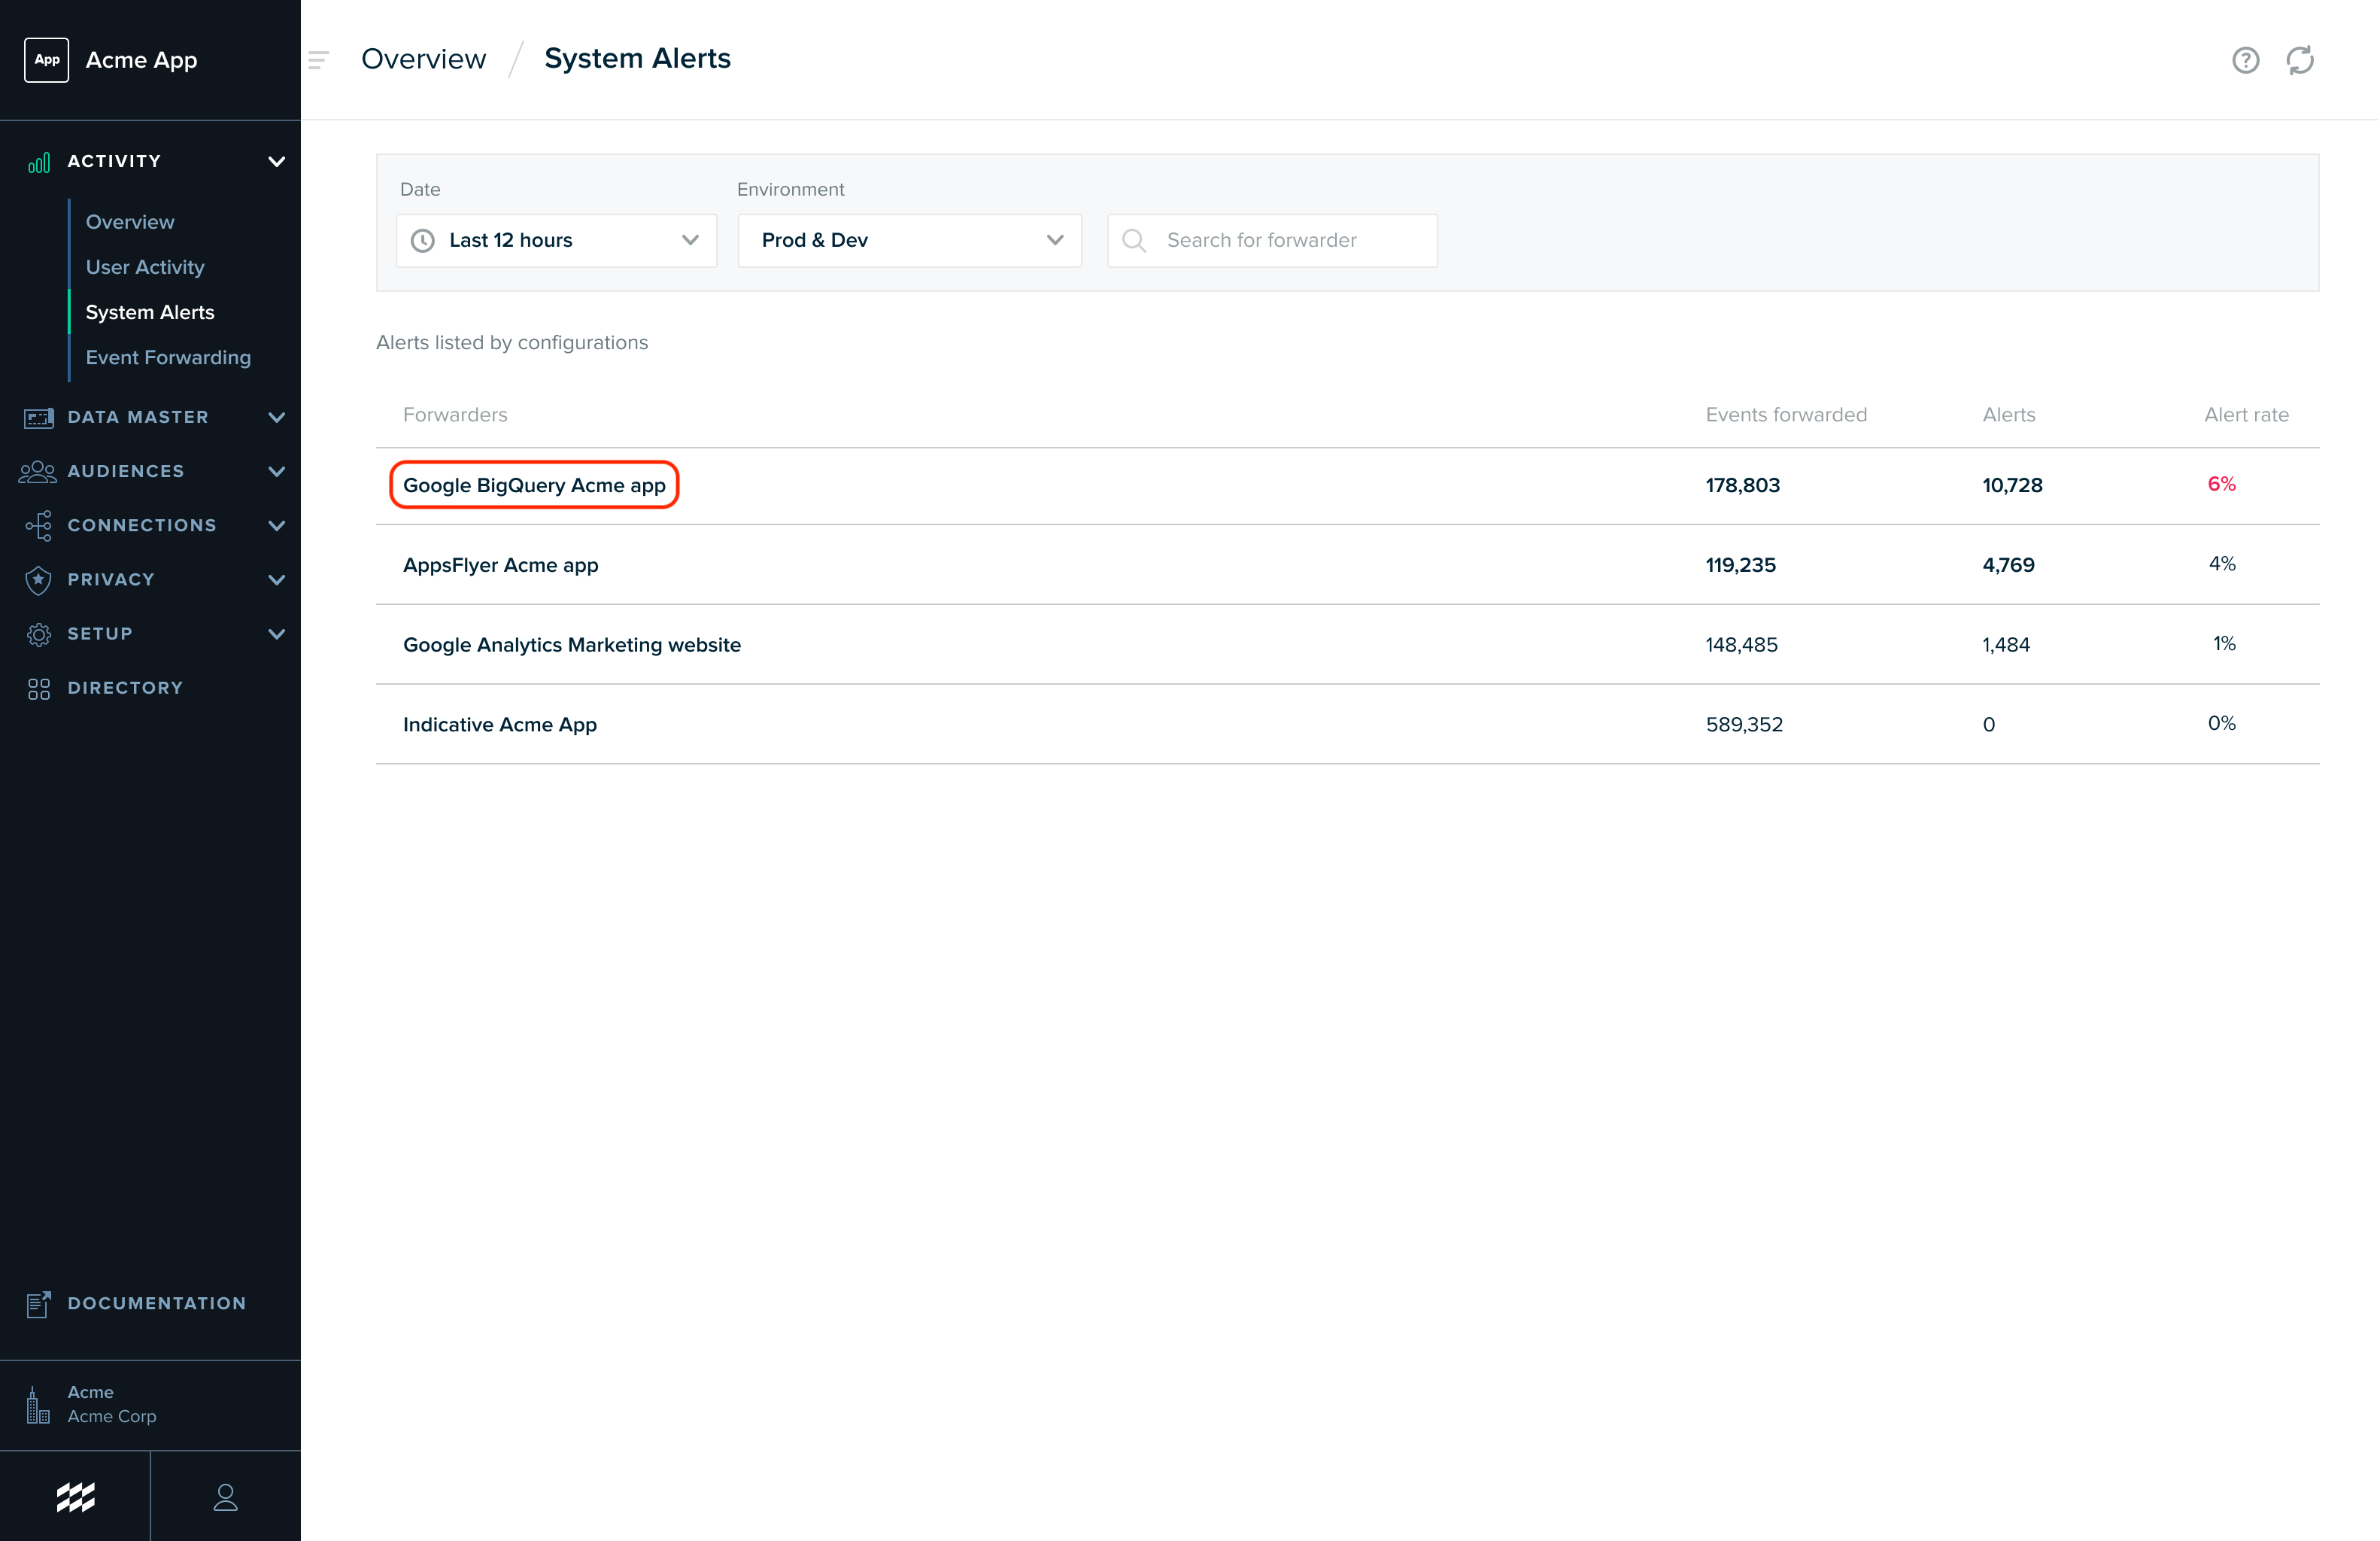 App
Acme App
ACTIVITY
Overview
User Activity
System Alerts
Event Forwarding
DATA MASTER
AUDIENCES
CONNECTIONS
PRIVACY
SETUP
DIRECTORY
DOCUMENTATION
Acme
Acme Corp
Overview / System Alerts
?
Date
Environment
Last 12 hours
Prod & Dev
Search for forwarder
Alerts listed by configurations
Forwarders Events forwarded Alerts Alert rate
Google BigQuery Acme app 178,803 10,728 6%
AppsFlyer Acme app 119,235 4,769 4%
Google Analytics Marketing website 148,485 1,484 1%
Indicative Acme App 589,352 0 0%